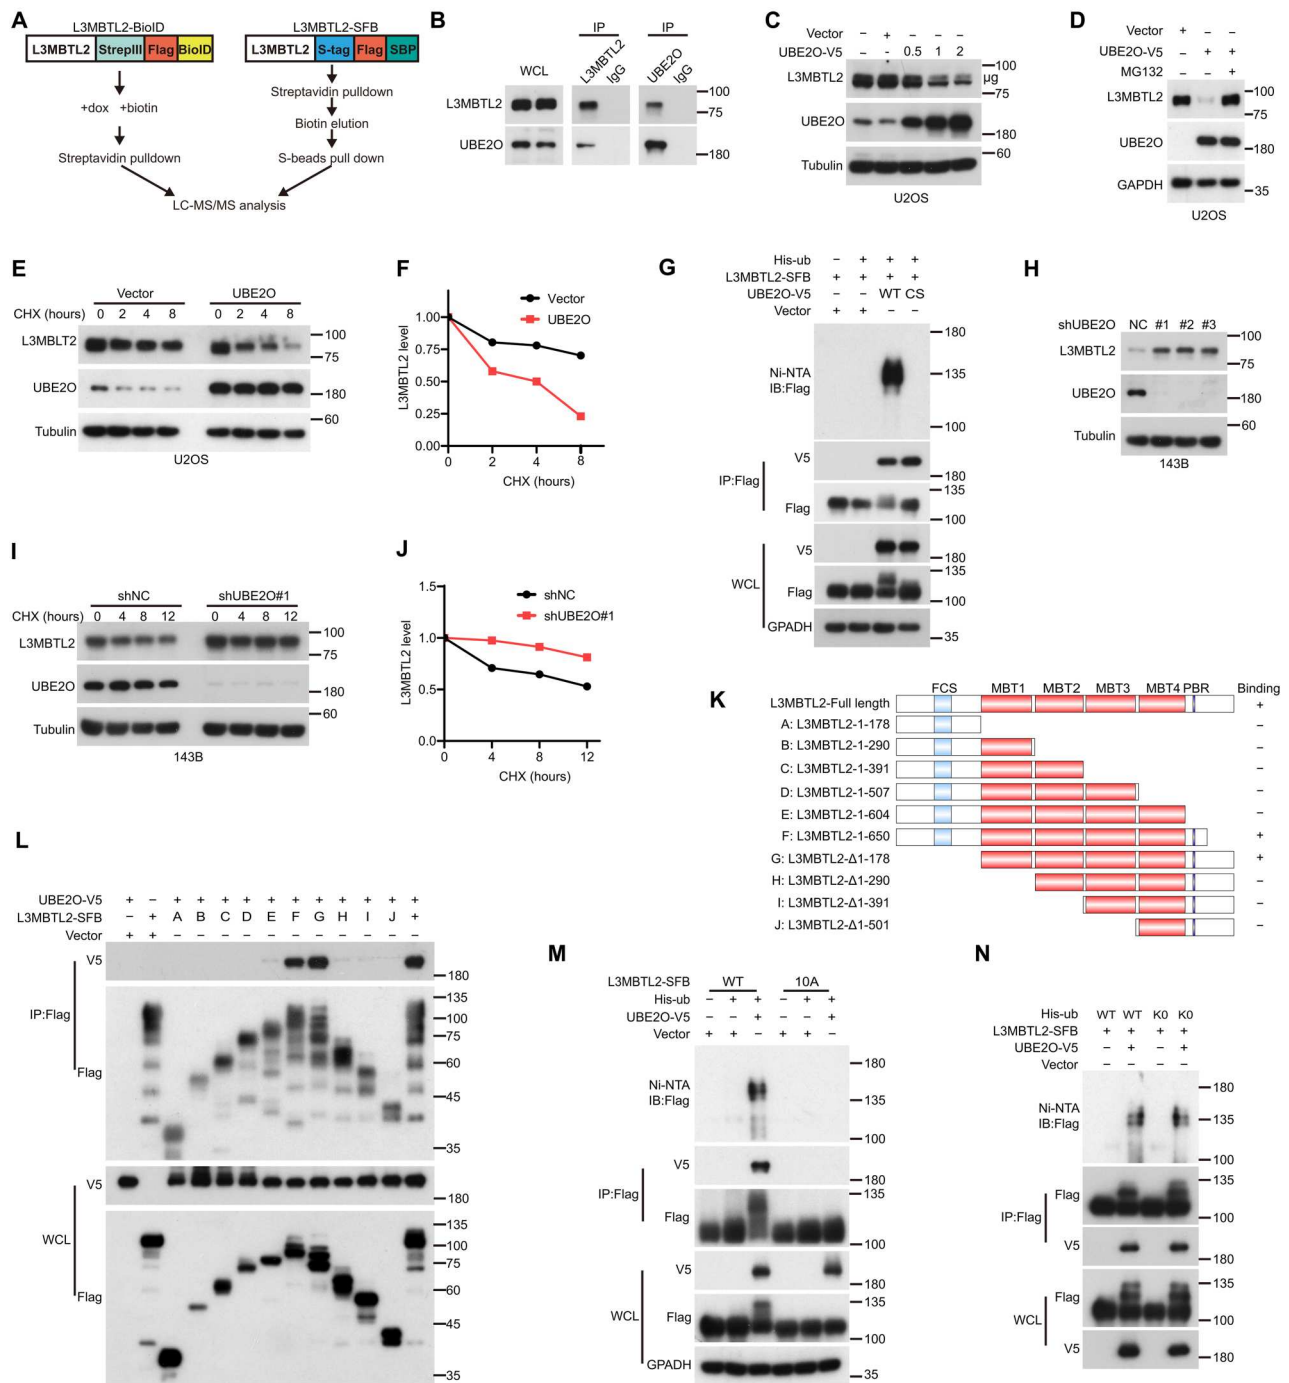 A
L3MBTL2-BioID
L3MBTL2 StrepIII Flag BioID
+dox +biotin
Streptavidin pulldown
L3MBTL2-SFB
L3MBTL2 S-tag Flag SBP
Streptavidin pulldown
Biotin elution
S-beads pull down
LC-MS/MS analysis
B
IP IP
WCL L3MBTL2 IgG UBE2O IgG
L3MBTL2
UBE2O
100
75
180
C
Vector − + − − −
UBE2O-V5 − − 0.5 1 2
µg
L3MBTL2
UBE2O
Tubulin
100
75
180
60
U2OS
D
Vector + − −
UBE2O-V5 − + +
MG132 − − +
L3MBTL2
UBE2O
GAPDH
100
75
180
35
U2OS
E
Vector UBE2O
CHX (hours) 0 2 4 8 0 2 4 8
L3MBLT2
UBE2O
Tubulin
100
75
180
60
U2OS
F
Vector
UBE2O
L3MBTL2 level
1.00
0.75
0.50
0.25
0.00
0 2 4 8
CHX (hours)
G
His-ub − + + +
L3MBTL2-SFB + + + +
UBE2O-V5 − − WT CS
Vector + + − −
Ni-NTA
IB:Flag
180
135
100
IP:Flag
V5
180
Flag
135
100
WCL
V5
180
Flag
135
100
GPADH
35
H
shUBE2O NC #1 #2 #3
L3MBTL2
UBE2O
Tubulin
100
75
180
60
143B
I
shNC shUBE2O#1
CHX (hours) 0 4 8 12 0 4 8 12
L3MBTL2
UBE2O
Tubulin
100
75
180
60
143B
J
shNC
shUBE2O#1
L3MBTL2 level
1.5
1.0
0.5
0.0
0 4 8 12
CHX (hours)
K
FCS MBT1 MBT2 MBT3 MBT4 PBR Binding
L3MBTL2-Full length +
A: L3MBTL2-1-178 −
B: L3MBTL2-1-290 −
C: L3MBTL2-1-391 −
D: L3MBTL2-1-507 −
E: L3MBTL2-1-604 −
F: L3MBTL2-1-650 +
G: L3MBTL2-Δ1-178 +
H: L3MBTL2-Δ1-290 −
I: L3MBTL2-Δ1-391 −
J: L3MBTL2-Δ1-501 −
L
UBE2O-V5 + − + + + + + + + + + + +
L3MBTL2-SFB − + A B C D E F G H I J +
Vector + + − − − − − − − − − − −
IP:Flag
V5
180
Flag
135
100
75
60
45
35
WCL
V5
180
Flag
135
100
75
60
45
35
M
L3MBTL2-SFB WT 10A
His-ub − + + − + +
UBE2O-V5 − − + − − +
Vector + + − + + −
Ni-NTA
IB:Flag
180
135
100
IP:Flag
V5
180
Flag
135
100
WCL
V5
180
Flag
135
100
GPADH
35
N
His-ub WT WT K0 K0
L3MBTL2-SFB + + + +
UBE2O-V5 − + − +
Vector − − − −
Ni-NTA
IB:Flag
180
135
100
IP:Flag
Flag
135
100
V5
180
WCL
Flag
135
100
V5
180